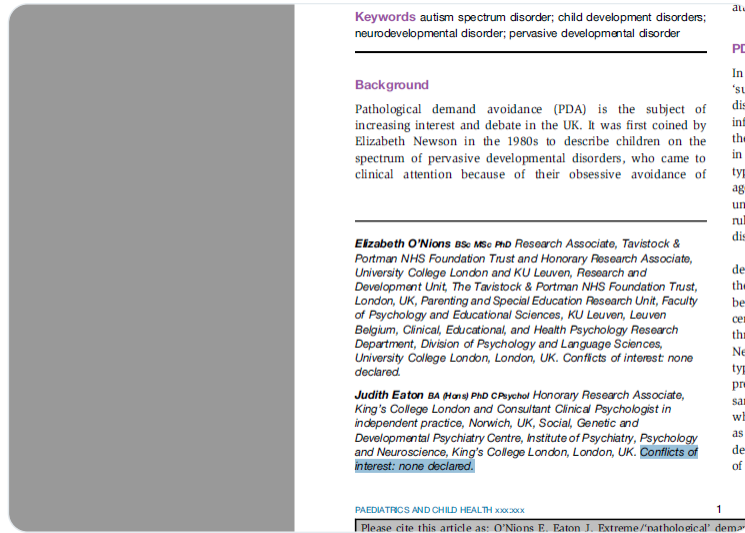 Keywords autism spectrum disorder; child development disorders;
neurodevelopmental disorder; pervasive developmental disorder
Background
Pathological demand avoidance (PDA) is the subject of
increasing interest and debate in the UK. It was first coined by
Elizabeth Newson in the 1980s to describe children on the
spectrum of pervasive developmental disorders, who came to
clinical attention because of their obsessive avoidance of
Elizabeth O'Nions BSc MSc PhD Research Associate, Tavistock &
Portman NHS Foundation Trust and Honorary Research Associate,
University College London and KU Leuven, Research and
Development Unit, The Tavistock & Portman NHS Foundation Trust,
London, UK, Parenting and Special Education Research Unit, Faculty
of Psychology and Educational Sciences, KU Leuven, Leuven
Belgium, Clinical, Educational, and Health Psychology Research
Department, Division of Psychology and Language Sciences,
University College London, London, UK. Conflicts of interest: none
declared.
Judith Eaton BA (Hons) PhD CPsychol Honorary Research Associate,
King's College London and Consultant Clinical Psychologist in
independent practice, Norwich, UK, Social, Genetic and
Developmental Psychiatry Centre, Institute of Psychiatry, Psychology
and Neuroscience, King's College London, London, UK. Conflicts of
interest: none declared.
PAEDIATRICS AND CHILD HEALTH xxx:xxx
1
Please cite this article as: O'Nions E, Eaton J, Extreme/'pathological'
PD
In